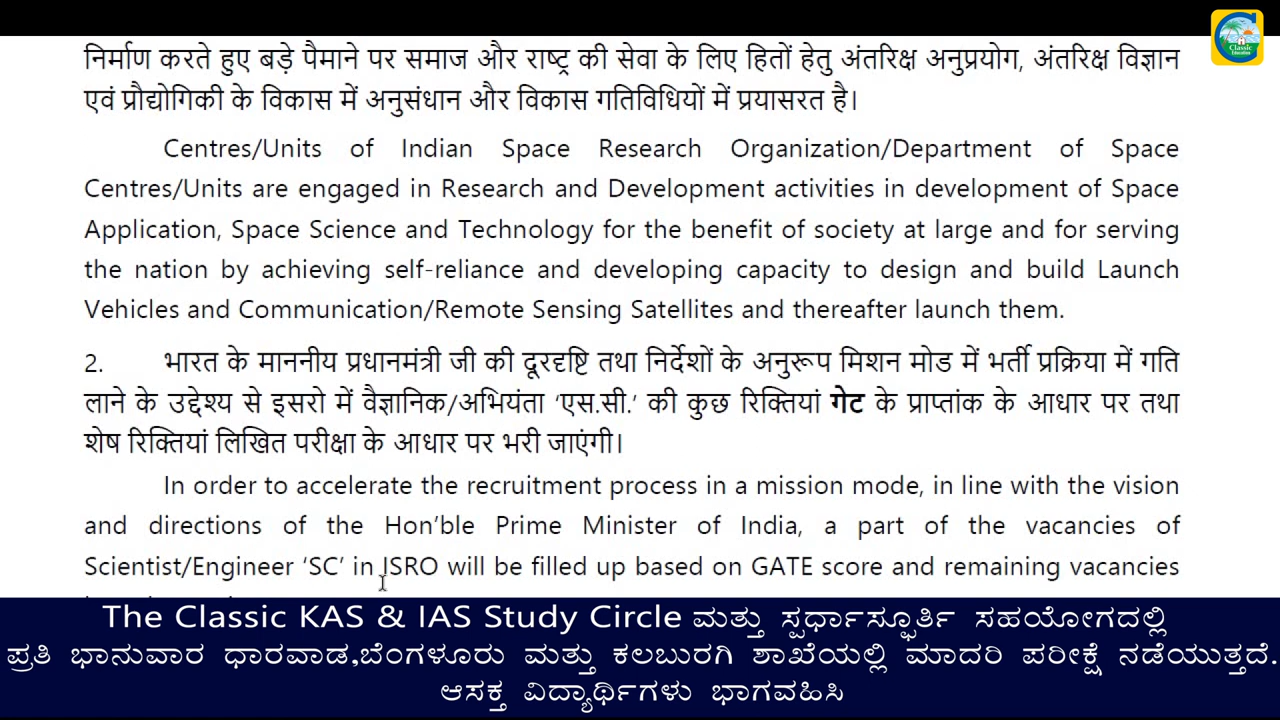 Classic
Education
निर्माण करते हुए बड़े पैमाने पर समाज और राष्ट्र की सेवा के लिए हितों हेतु अंतरिक्ष अनुप्रयोग, अंतरिक्ष विज्ञान
एवं प्रौद्योगिकी के विकास में अनुसंधान और विकास गतिविधियों में प्रयासरत है।
Centres/Units of Indian Space Research Organization/Department of Space
Centres/Units are engaged in Research and Development activities in development of Space
Application, Space Science and Technology for the benefit of society at large and for serving
the nation by achieving self-reliance and developing capacity to design and build Launch
Vehicles and Communication/Remote Sensing Satellites and thereafter launch them.
2. भारत के माननीय प्रधानमंत्री जी की दूरदृष्टि तथा निर्देशों के अनुरूप मिशन मोड में भर्ती प्रक्रिया में गति
लाने के उद्देश्य से इसरो में वैज्ञानिक/अभियंता ‘एस.सी.’ की कुछ रिक्तियां गेट के प्राप्तांक के आधार पर तथा
शेष रिक्तियां लिखित परीक्षा के आधार पर भरी जाएंगी।
In order to accelerate the recruitment process in a mission mode, in line with the vision
and directions of the Hon’ble Prime Minister of India, a part of the vacancies of
Scientist/Engineer ‘SC’ in ISRO will be filled up based on GATE score and remaining vacancies
The Classic KAS & IAS Study Circle ಮತ್ತು ಸ್ಪರ್ಧಾಸ್ಫೂರ್ತಿ ಸಹಯೋಗದಲ್ಲಿ
ಪ್ರತಿ ಭಾನುವಾರ ಧಾರವಾಡ,ಬೆಂಗಳೂರು ಮತ್ತು ಕಲಬುರಗಿ ಶಾಖೆಯಲ್ಲಿ ಮಾದರಿ ಪರೀಕ್ಷೆ ನಡೆಯುತ್ತದೆ.
ಆಸಕ್ತ ವಿದ್ಯಾರ್ಥಿಗಳು ಭಾಗವಹಿಸಿ